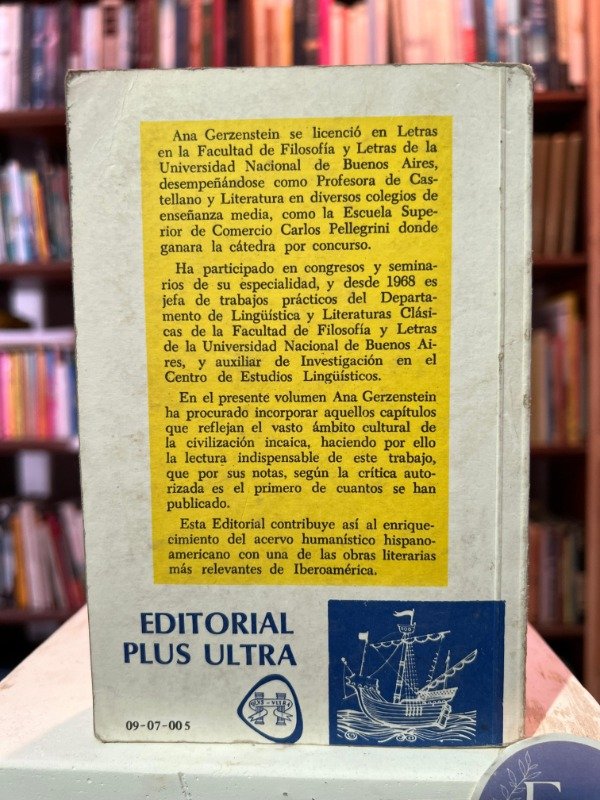 Ana Gerzenstein se licenció en Letras
en la Facultad de Filosofía y Letras de la
Universidad Nacional de Buenos Aires,
desempeñándose como Profesora de Cas-
tellano y Literatura en diversos colegios de
enseñanza media, como la Escuela Supe-
rior de Comercio Carlos Pellegrini donde
ganara la cátedra por concurso.
Ha participado en congresos y semina-
rios de su especialidad, y desde 1968 es
jefa de trabajos prácticos del Departa-
mento de Lingüística y Literaturas Clási-
cas de la Facultad de Filosofía y Letras
de la Universidad Nacional de Buenos Ai-
res, y auxiliar de Investigación en el
Centro de Estudios Lingüísticos.
En el presente volumen Ana Gerzenstein
ha procurado incorporar aquellos capítulos
que reflejan el vasto ámbito cultural de
la civilización incaica, haciendo por ello
la lectura indispensable de este trabajo,
que por sus notas, según la crítica auto-
rizada es el primero de cuantos se han
publicado.
Esta Editorial contribuye así al enrique-
cimiento del acervo humanístico hispano-
americano con una de las obras literarias
más relevantes de Iberoamérica.
EDITORIAL
PLUS ULTRA
09-07-005